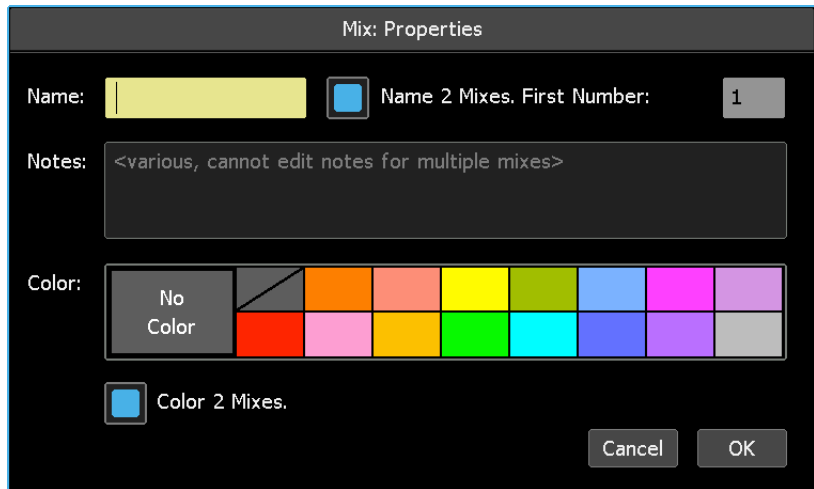 Mix: Properties
Name:
Name 2 Mixes. First Number:
1
Notes:
<various, cannot edit notes for multiple mixes>
Color:
No
Color
Color 2 Mixes.
Cancel
OK